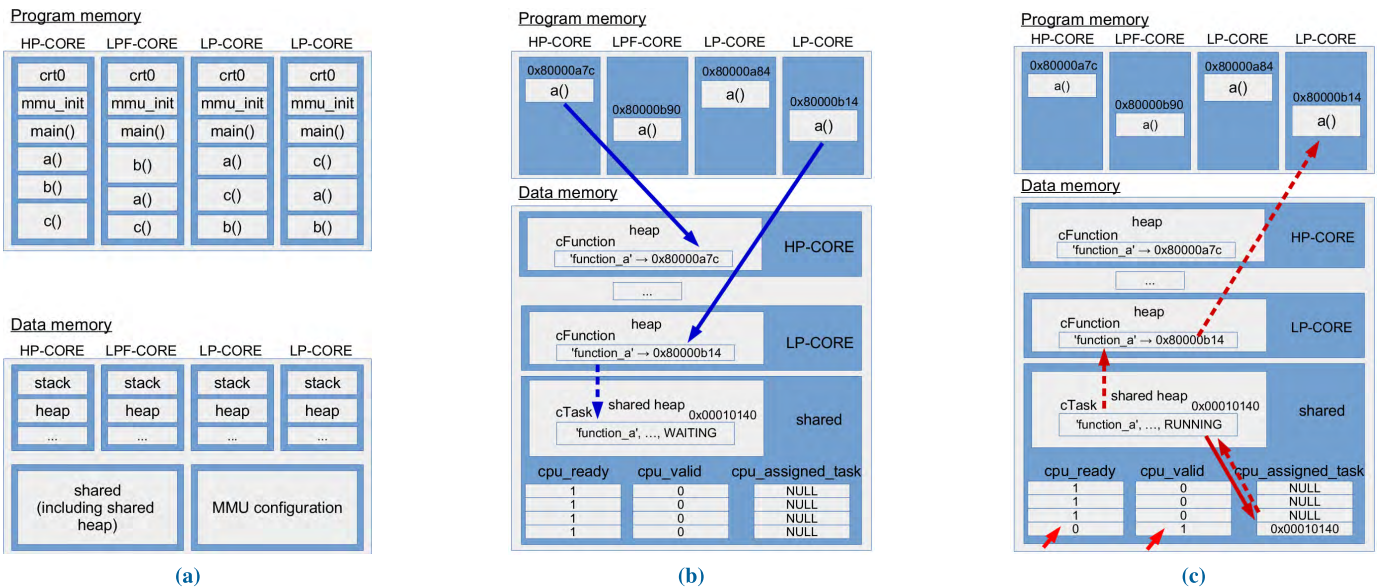 Program memory
HP-CORE LPF-CORE LP-CORE LP-CORE
crt0 crt0 crt0 crt0
mmu_init mmu_init mmu_init mmu_init
main() main() main() main()
a() b() a() c()
b() a() c() a()
c() c() b() b()
Data memory
HP-CORE LPF-CORE LP-CORE LP-CORE
stack stack stack stack
heap heap heap heap
... ... ... ...
shared
(including shared
heap)
MMU configuration
(a)
Program memory
HP-CORE LPF-CORE LP-CORE LP-CORE
0x80000a7c
a()
0x80000b90
a()
0x80000a84
a()
0x80000b14
a()
Data memory
heap
cFunction
'function_a' → 0x80000a7c
HP-CORE
...
heap
cFunction
'function_a' → 0x80000b14
LP-CORE
shared heap
cTask 0x00010140
'function_a', ..., WAITING
shared
cpu_ready cpu_valid cpu_assigned_task
1 0 NULL
1 0 NULL
1 0 NULL
1 0 NULL
(b)
Program memory
HP-CORE LPF-CORE LP-CORE LP-CORE
0x80000a7c
a()
0x80000b90
a()
0x80000a84
a()
0x80000b14
a()
Data memory
heap
cFunction
'function_a' → 0x80000a7c
HP-CORE
...
heap
cFunction
'function_a' → 0x80000b14
LP-CORE
shared heap
cTask 0x00010140
'function_a', ..., RUNNING
shared
cpu_ready cpu_valid cpu_assigned_task
1 0 NULL
1 0 NULL
1 0 NULL
0 1 0x00010140
(c)